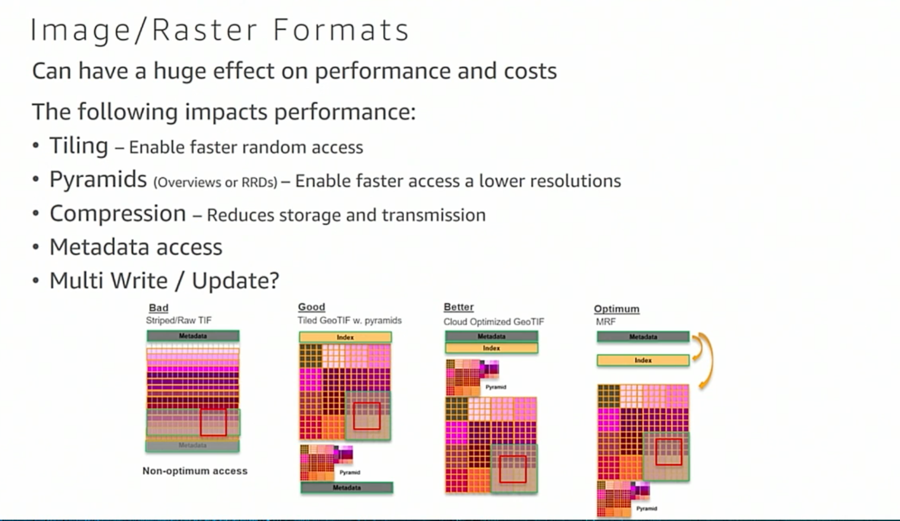 Image/Raster Formats
Can have a huge effect on performance and costs
The following impacts performance:
• Tiling – Enable faster random access
• Pyramids (Overviews or RRDs) – Enable faster access a lower resolutions
• Compression – Reduces storage and transmission
• Metadata access
• Multi Write / Update?
Bad
Striped/Raw TIF
Metadata
Metadata
Non-optimum access
Good
Tiled GeoTIF w. pyramids
Index
Pyramid
Metadata
Better
Cloud Optimized GeoTIF
Metadata
Index
Pyramid
Optimum
MRF
Metadata
Index
Pyramid